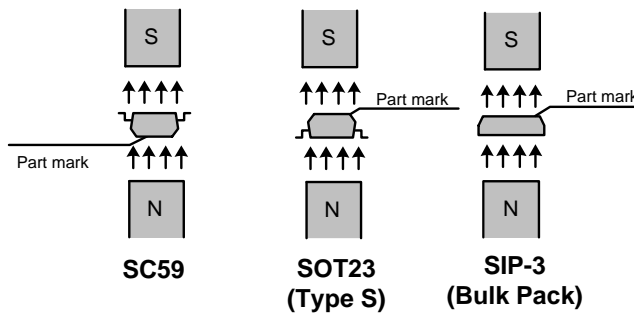 S
S
S
Part mark
Part mark
Part mark
N
N
N
SC59
SOT23
(Type S)
SIP-3
(Bulk Pack)